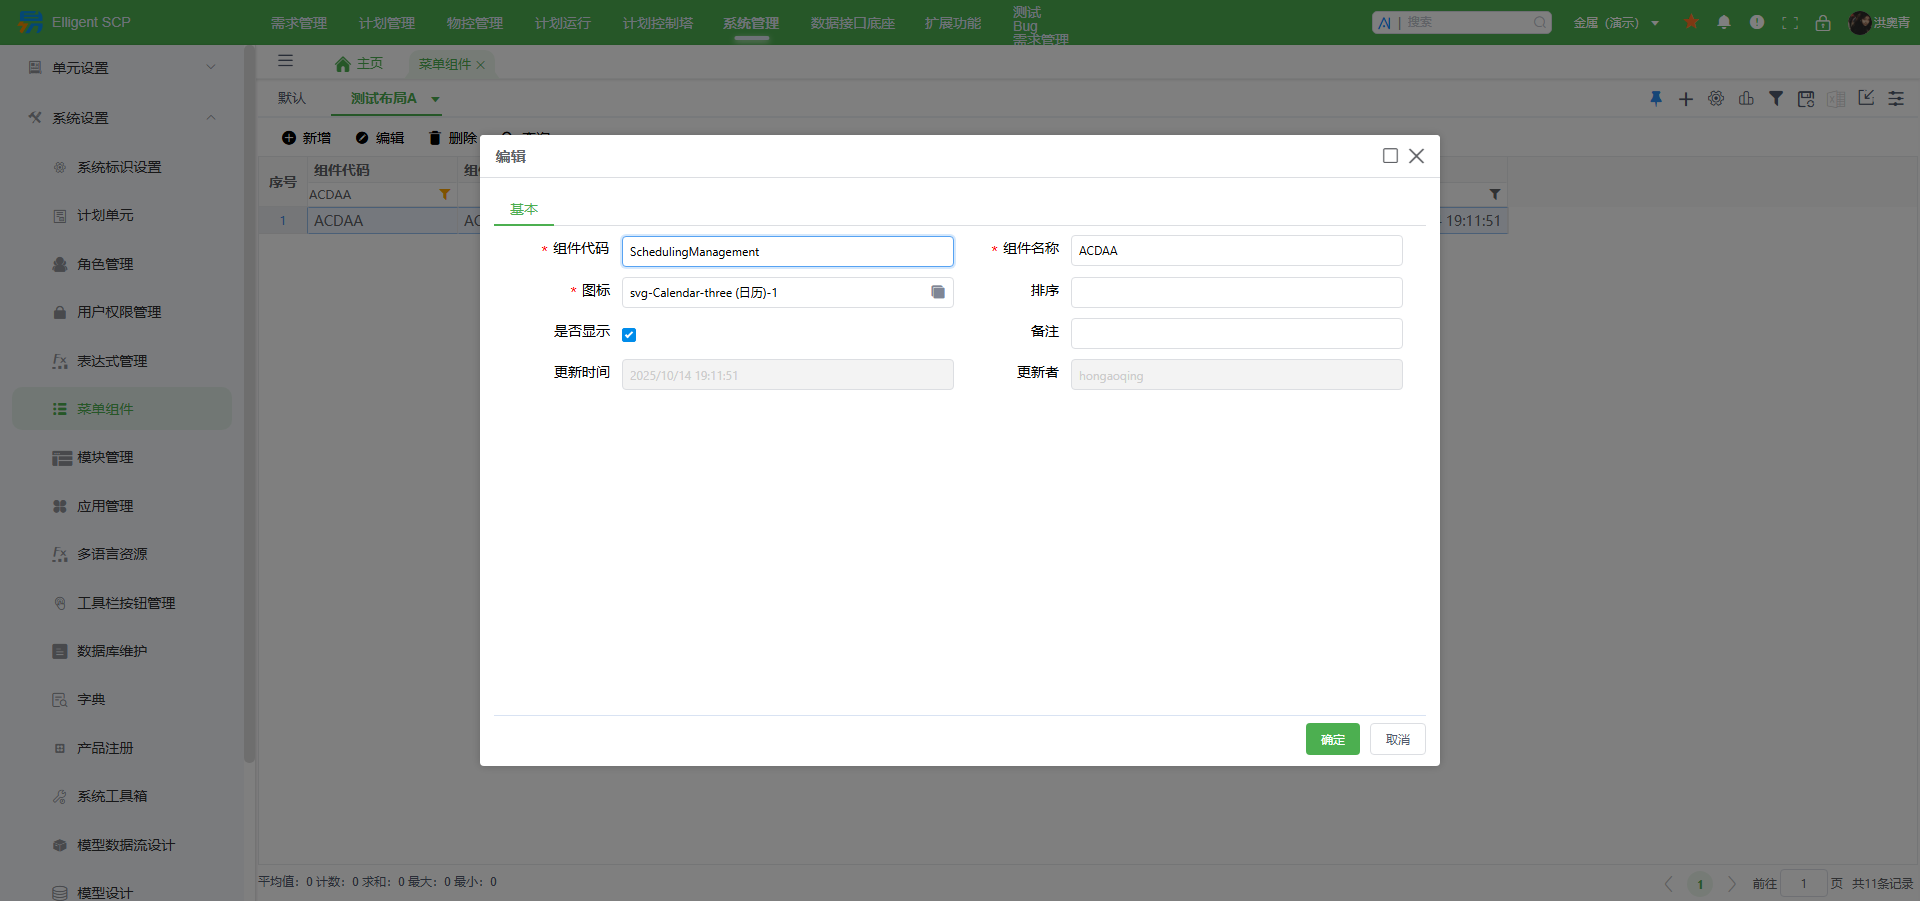 Elligent SCP
需求管理
计划管理
物控管理
计划运行
计划控制塔
系统管理
数据接口底座
扩展功能
测试
Bug
需求管理
AI | 搜索
金属（演示）
洪奥青
单元设置
系统设置
系统标识设置
计划单元
角色管理
用户权限管理
表达式管理
菜单组件
模块管理
应用管理
多语言资源
工具栏按钮管理
数据库维护
字典
产品注册
系统工具箱
模型数据流设计
模型设计
主页
菜单组件
默认
测试布局A
新增
编辑
删除
序号
组件代码
组
ACDAA
1
ACDAA
AC
19:11:51
编辑
基本
* 组件代码
SchedulingManagement
* 组件名称
ACDAA
* 图标
svg-Calendar-three (日历)-1
排序
是否显示
备注
更新时间
2025/10/14 19:11:51
更新者
hongaoqing
确定
取消
平均值：0 计数：0 求和：0 最大：0 最小：0
1
前往
1
页
共11条记录